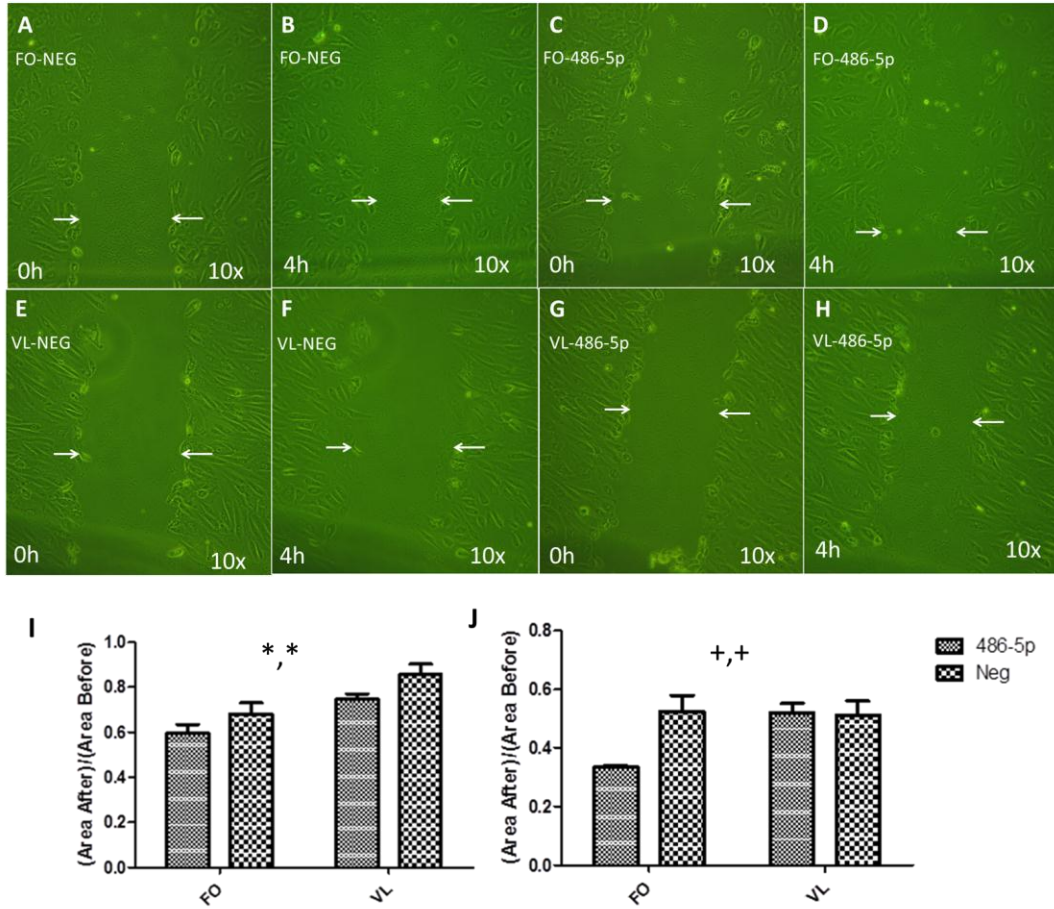 A
FO-NEG
0h
10x
B
FO-NEG
4h
10x
C
FO-486-5p
0h
10x
D
FO-486-5p
4h
10x
E
VL-NEG
0h
10x
F
VL-NEG
4h
10x
G
VL-486-5p
0h
10x
H
VL-486-5p
4h
10x
I
(Area After)/(Area Before)
1.0
0.8
0.6
0.4
0.2
0.0
*,*
FO
VL
J
(Area After)/(Area Before)
0.8
0.6
0.4
0.2
0.0
+,+
FO
VL
486-5p
Neg